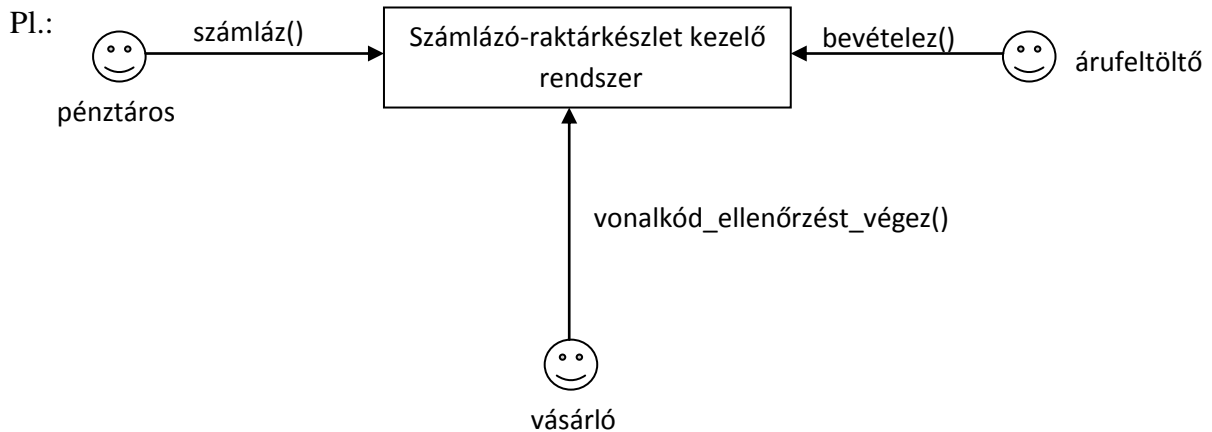 Pl.:
számláz()
Számlázó-raktárkészlet kezelő
rendszer
bevételez()
pénztáros
árufeltöltő
vonalkód_ellenőrzést_végez()
vásárló